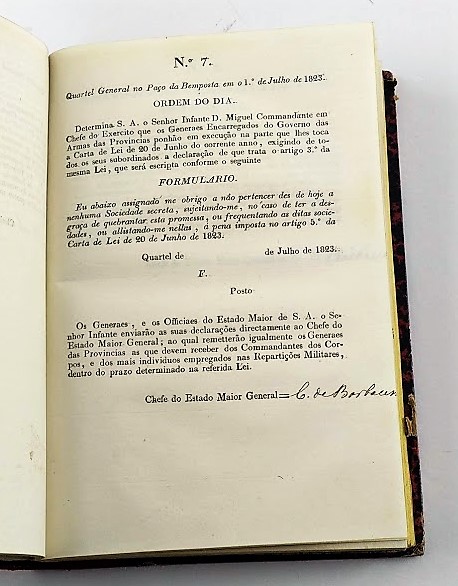 N.º 7.
Quartel General no Paço da Bemposta em o 1.º de Julho de 1823.
ORDEM DO DIA.
Determina S. A. o Senhor Infante D. Miguel Commandante em
Chefe do Exercito que os Generaes Encarregados do Governo das
Armas das Provincias ponhão em execução na parte que lhes toca
a Carta de Lei de 20 de Junho do corrente anno, exigindo de to-
dos os seus subordinados a declaração de que trata o artigo 3.º da
mesma Lei, que será escripta conforme o seguinte
FORMULARIO.
Eu abaixo assignado me obrigo a não pertencer des de hoje a
nenhuma Sociedade secreta, sujeitando-me, no caso de ter a des-
graça de quebrantar esta promessa, ou frequentando as ditas socie-
dades, ou allistando-me nellas, á pena imposta no artigo 5.º da
Carta de Lei de 20 de Junho de 1823.
Quartel de de Julho de 1823.
F.
Posto
Os Generaes, e os Officiaes do Estado Maior de S. A. o Se-
nhor Infante enviarão as suas declarações directamente ao Chefe do
Estado Maior General; ao qual remetterão igualmente os Generaes
das Provincias as que devem receber dos Commandantes dos Cor-
pos, e dos mais individuos empregados nas Repartições Militares,
dentro do prazo determinado na referida Lei.
Chefe do Estado Maior General = C. de